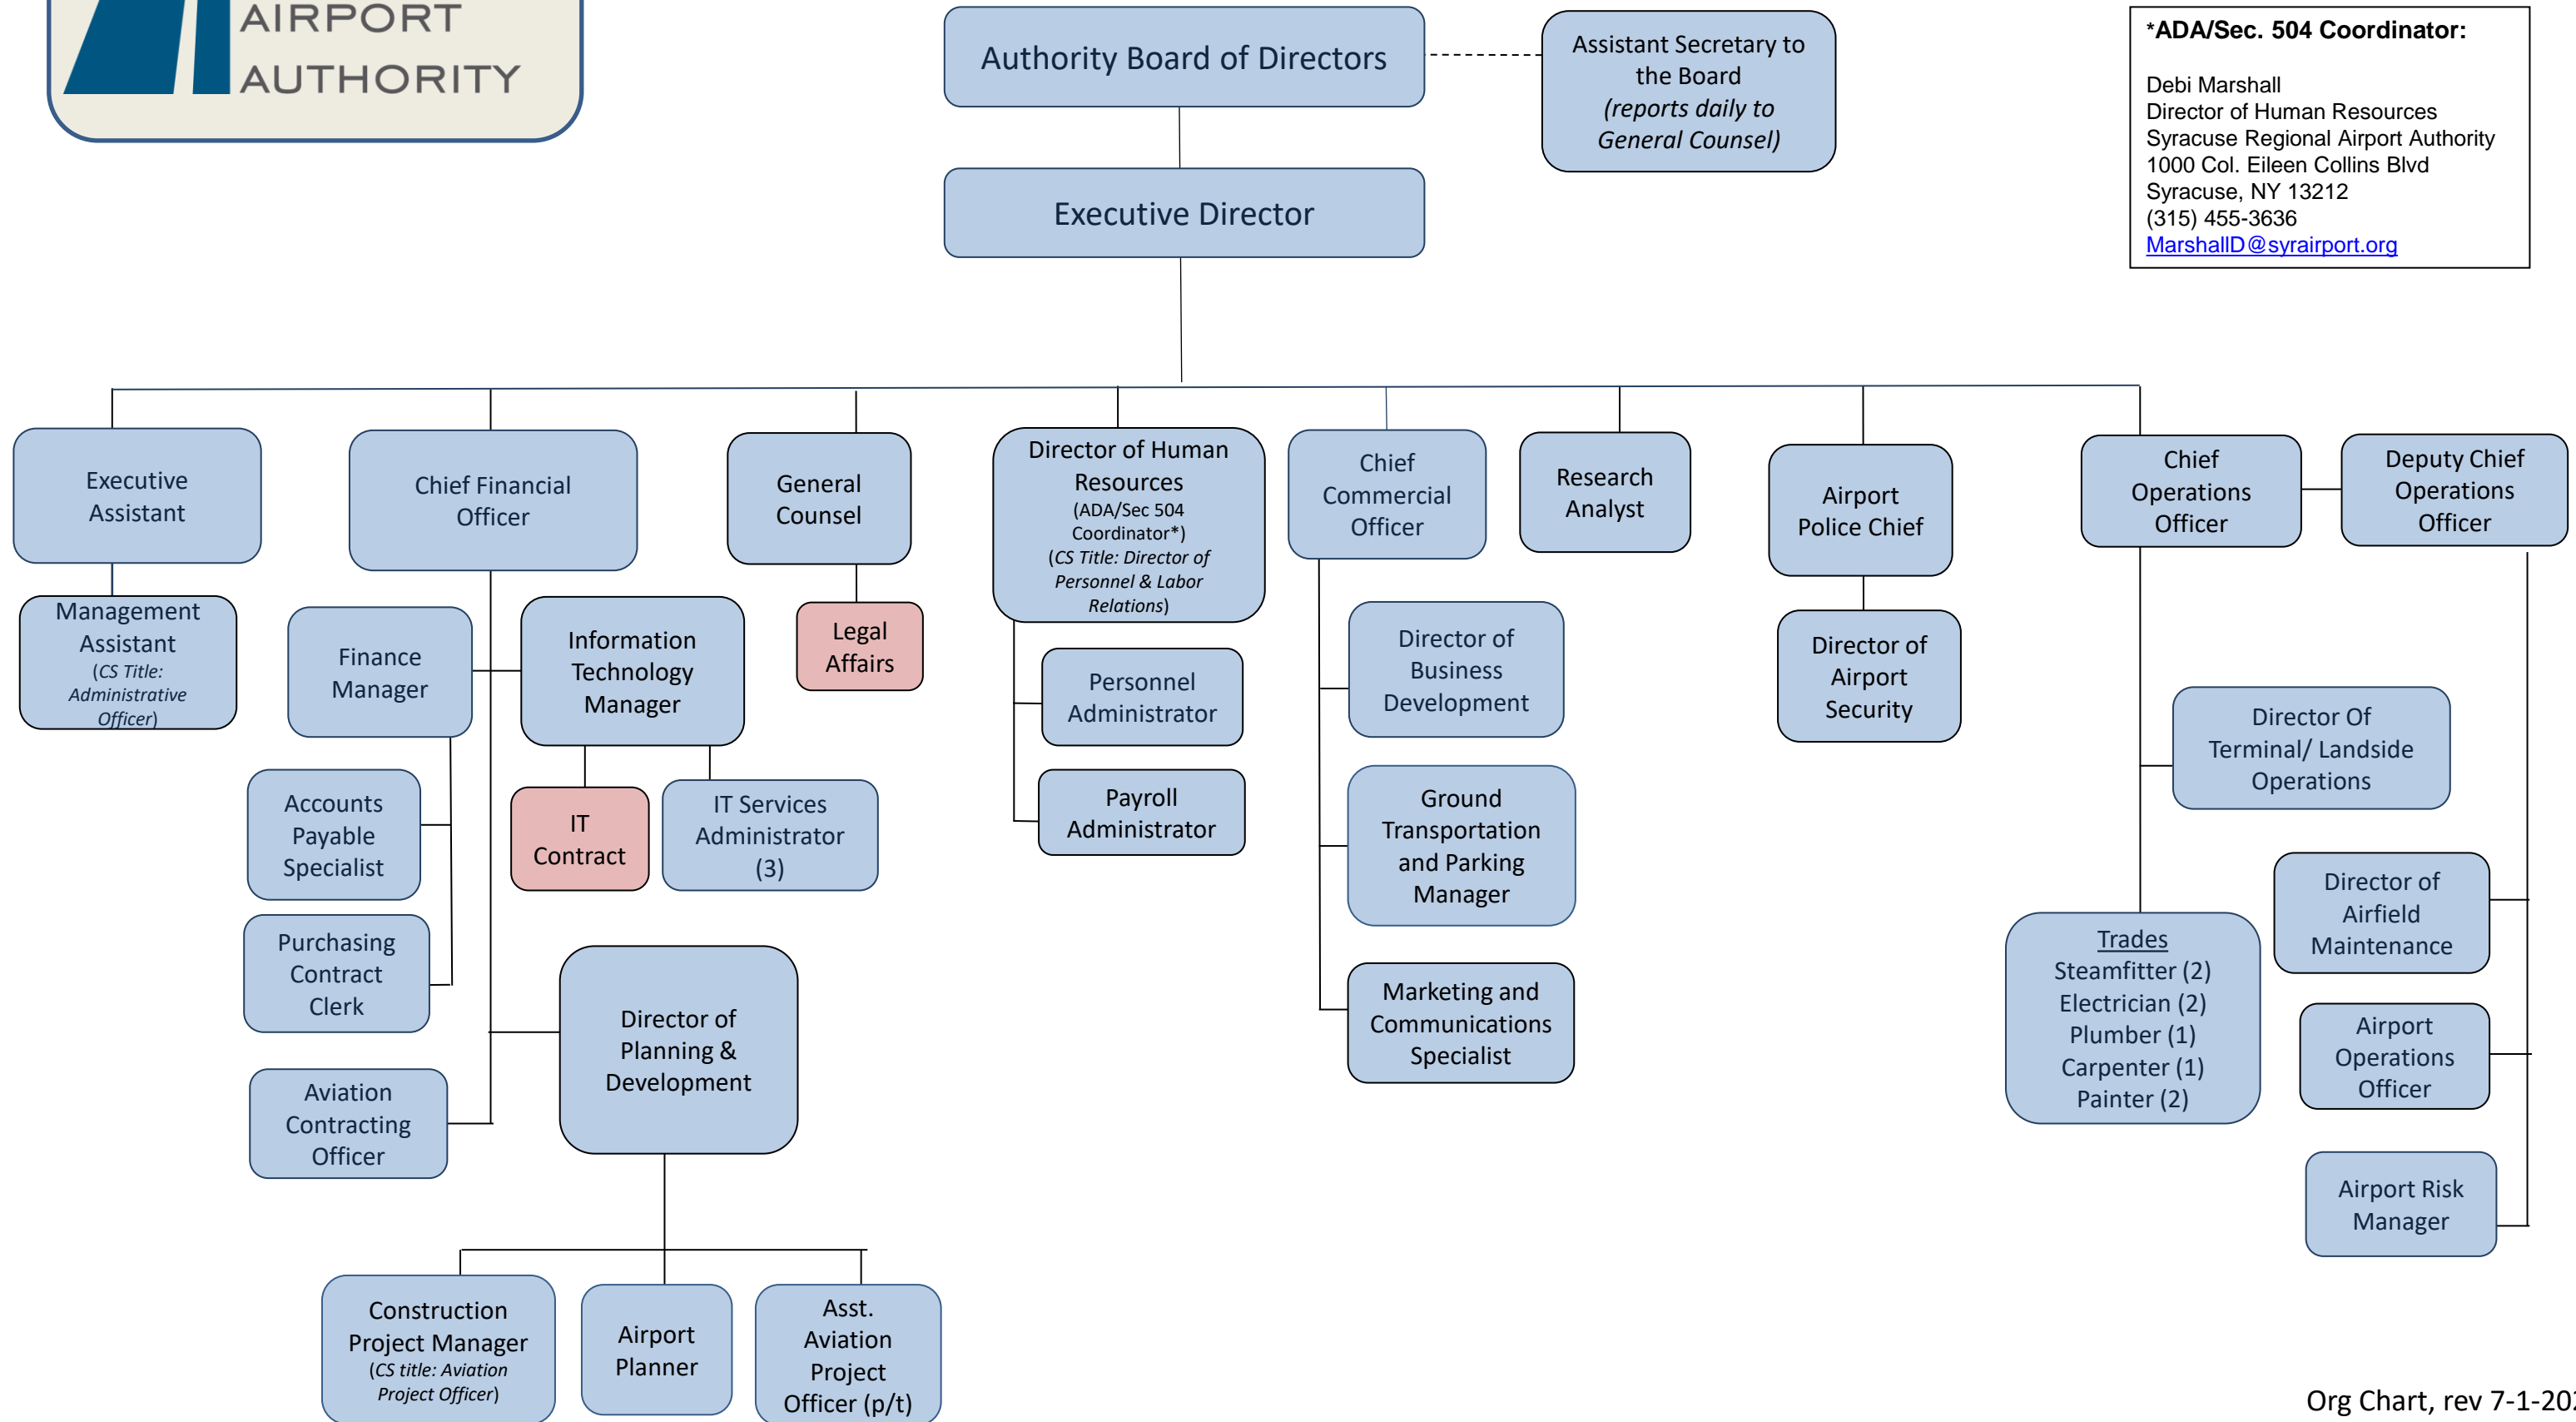 AIRPORT
AUTHORITY
Authority Board of Directors
Assistant Secretary to
the Board
(reports daily to
General Counsel)
*ADA/Sec. 504 Coordinator:
Debi Marshall
Director of Human Resources
Syracuse Regional Airport Authority
1000 Col. Eileen Collins Blvd
Syracuse, NY 13212
(315) 455-3636
MarshallD@syrairport.org
Executive Director
Executive
Assistant
Chief Financial
Officer
General
Counsel
Director of Human
Resources
(ADA/Sec 504
Coordinator*)
(CS Title: Director of
Personnel & Labor
Relations)
Chief
Commercial
Officer
Research
Analyst
Airport
Police Chief
Chief
Operations
Officer
Deputy Chief
Operations
Officer
Management
Assistant
(CS Title:
Administrative
Officer)
Finance
Manager
Information
Technology
Manager
Legal
Affairs
Personnel
Administrator
Director of
Business
Development
Director of
Airport
Security
Director Of
Terminal/ Landside
Operations
Accounts
Payable
Specialist
IT
Contract
IT Services
Administrator
(3)
Payroll
Administrator
Ground
Transportation
and Parking
Manager
Director of
Airfield
Maintenance
Purchasing
Contract
Clerk
Director of
Planning &
Development
Marketing and
Communications
Specialist
Trades
Steamfitter (2)
Electrician (2)
Plumber (1)
Carpenter (1)
Painter (2)
Airport
Operations
Officer
Aviation
Contracting
Officer
Airport Risk
Manager
Construction
Project Manager
(CS title: Aviation
Project Officer)
Airport
Planner
Asst.
Aviation
Project
Officer (p/t)
Org Chart, rev 7-1-202